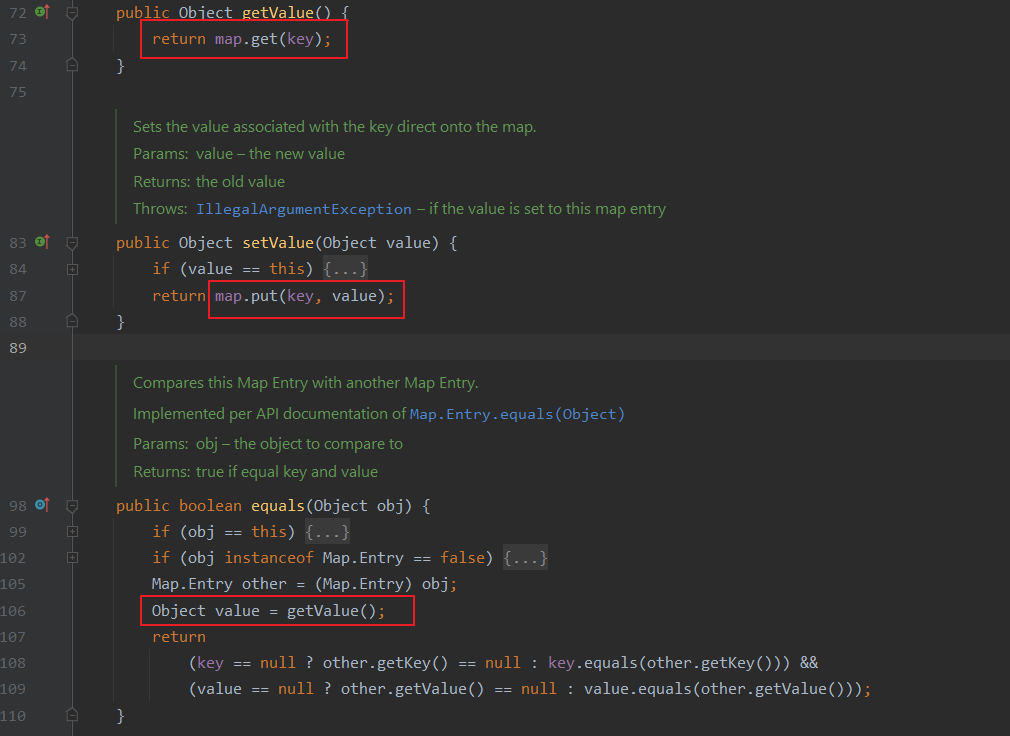 72 public Object getValue() {
73 return map.get(key);
74 }
75
Sets the value associated with the key direct onto the map.
Params: value – the new value
Returns: the old value
Throws: IllegalArgumentException – if the value is set to this map entry
83 public Object setValue(Object value) {
84 if (value == this) {...}
87 return map.put(key, value);
88 }
89
Compares this Map Entry with another Map Entry.
Implemented per API documentation of Map.Entry.equals(Object)
Params: obj – the object to compare to
Returns: true if equal key and value
98 public boolean equals(Object obj) {
99 if (obj == this) {...}
102 if (obj instanceof Map.Entry == false) {...}
105 Map.Entry other = (Map.Entry) obj;
106 Object value = getValue();
107 return
108 (key == null ? other.getKey() == null : key.equals(other.getKey())) &&
109 (value == null ? other.getValue() == null : value.equals(other.getValue()));
110 }